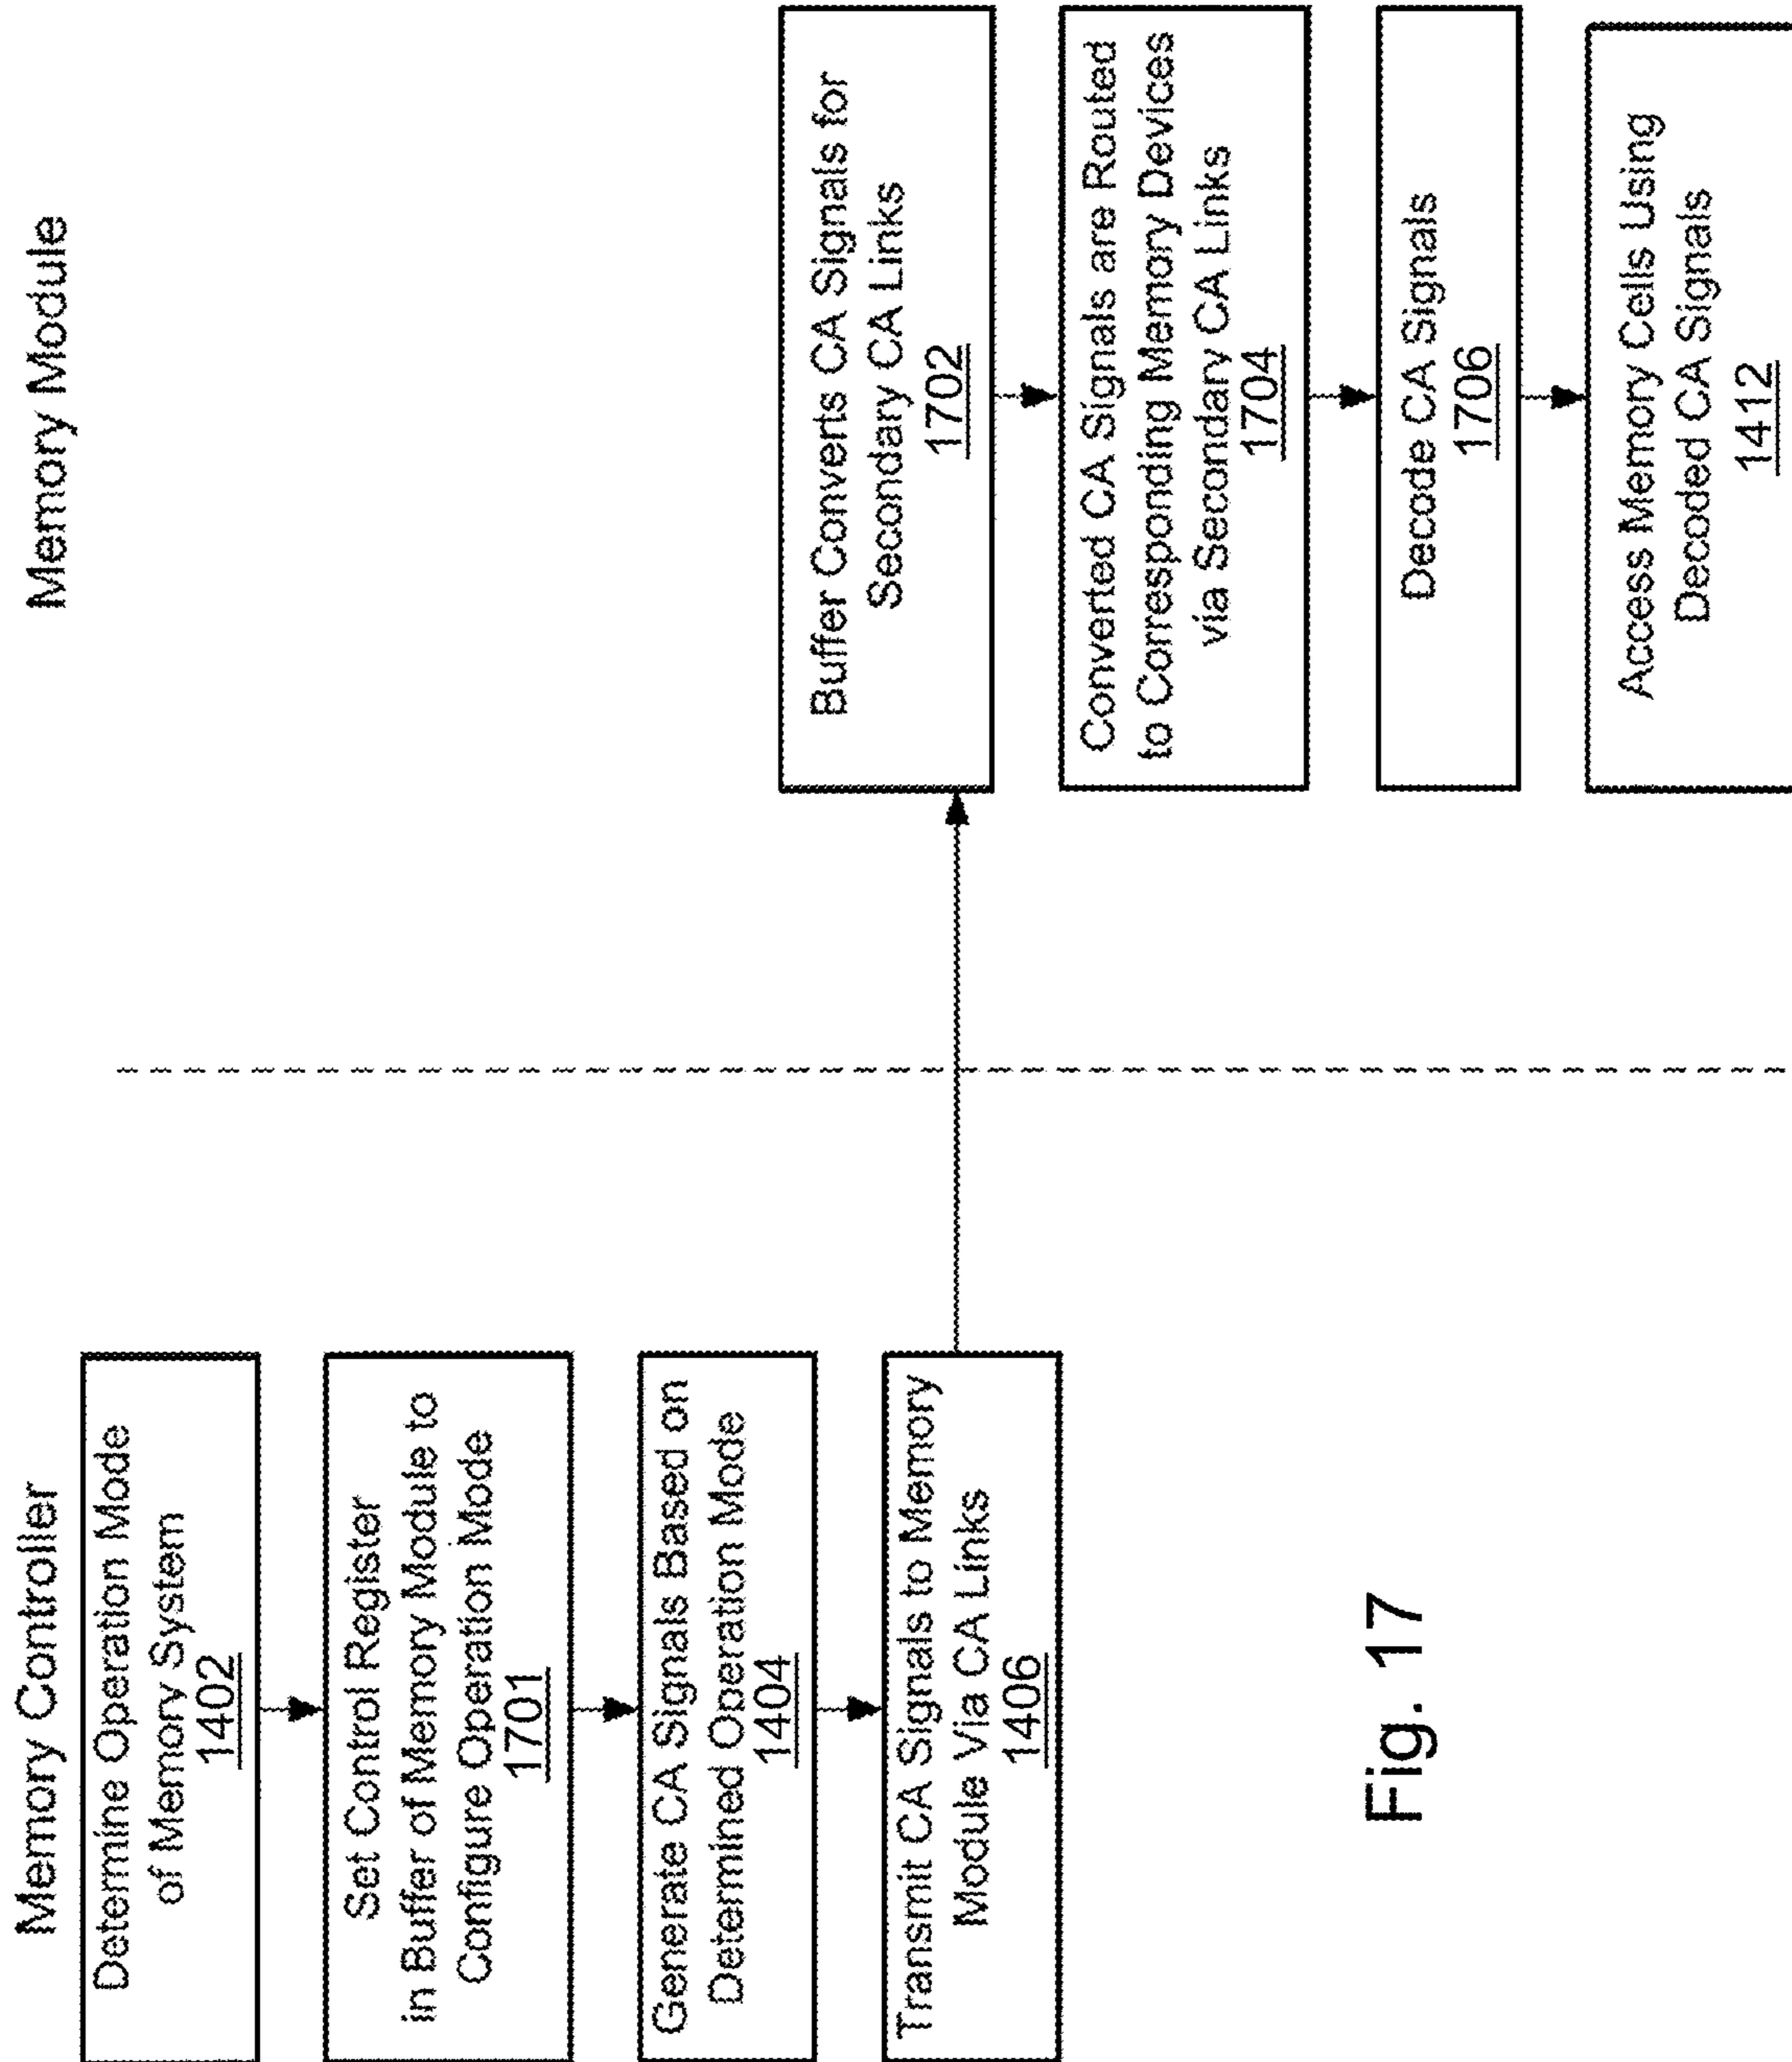 Memory Controller
Determine Operation Mode
of Memory System
1402
Set Control Register
in Buffer of Memory Module to
Configure Operation Mode
1701
Generate CA Signals Based on
Determined Operation Mode
1404
Transmit CA Signals to Memory
Module Via CA Links
1406
Memory Module
Buffer Converts CA Signals for
Secondary CA Links
1702
Converted CA Signals are Routed
to Corresponding Memory Devices
via Secondary CA Links
1704
Decode CA Signals
1706
Access Memory Cells Using
Decoded CA Signals
1412
Fig. 17